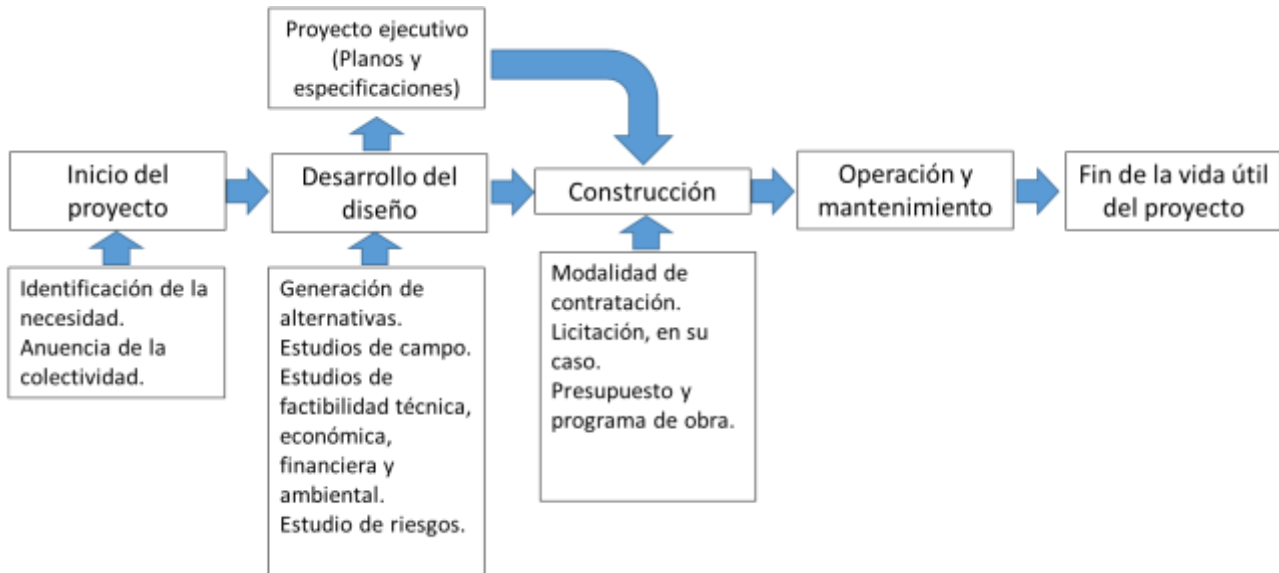 Proyecto ejecutivo
(Planos y
especificaciones)
Inicio del
proyecto
Desarrollo del
diseño
Construcción
Operación y
mantenimiento
Fin de la vida útil
del proyecto
Identificación de la
necesidad.
Anuencia de la
colectividad.
Generación de
alternativas.
Estudios de campo.
Estudios de
factibilidad técnica,
económica,
financiera y
ambiental.
Estudio de riesgos.
Modalidad de
contratación.
Licitación, en su
caso.
Presupuesto y
programa de obra.